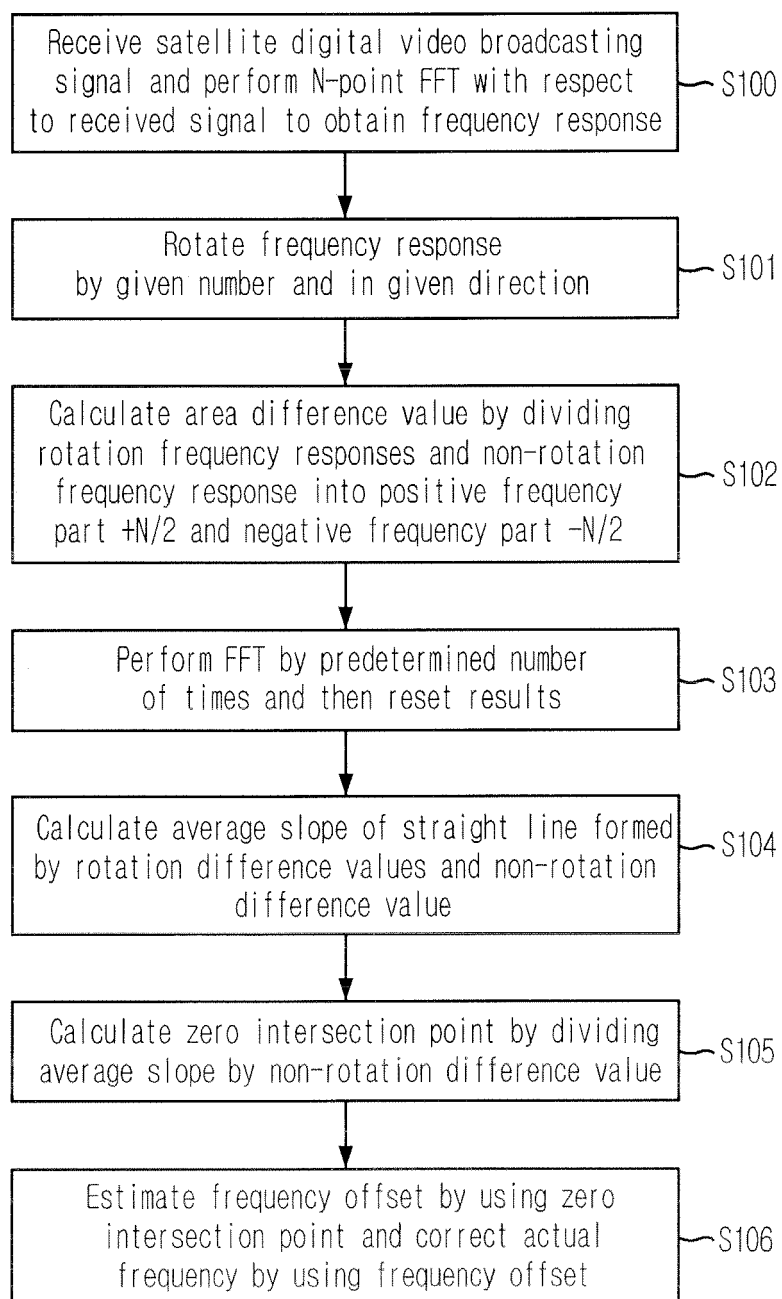 Receive satellite digital video broadcasting
signal and perform N-point FFT with respect
to received signal to obtain frequency response
S100
Rotate frequency response
by given number and in given direction
S101
Calculate area difference value by dividing
rotation frequency responses and non-rotation
frequency response into positive frequency
part +N/2 and negative frequency part -N/2
S102
Perform FFT by predetermined number
of times and then reset results
S103
Calculate average slope of straight line formed
by rotation difference values and non-rotation
difference value
S104
Calculate zero intersection point by dividing
average slope by non-rotation difference value
S105
Estimate frequency offset by using zero
intersection point and correct actual
frequency by using frequency offset
S106